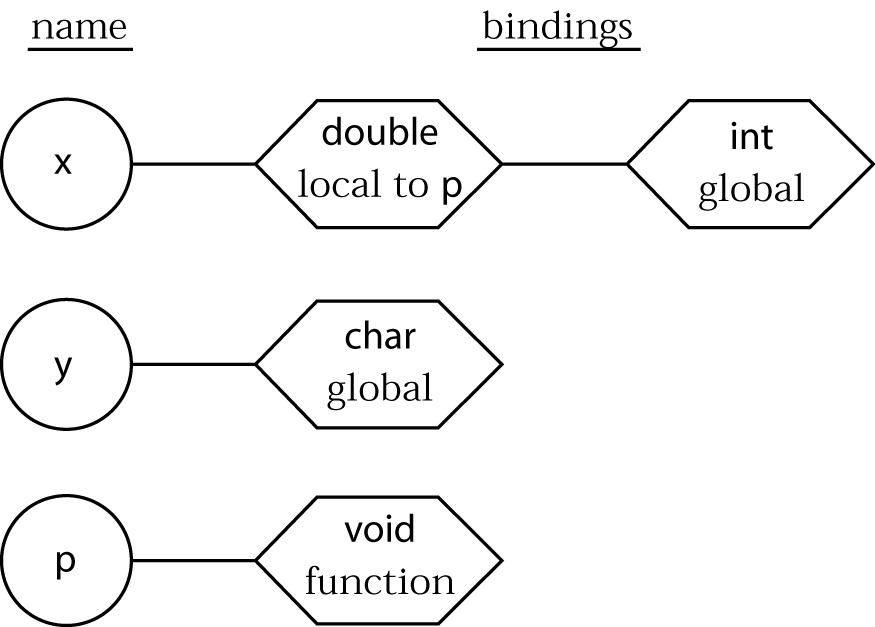 name bindings
x double int
local to p global
y char
global
p void
function